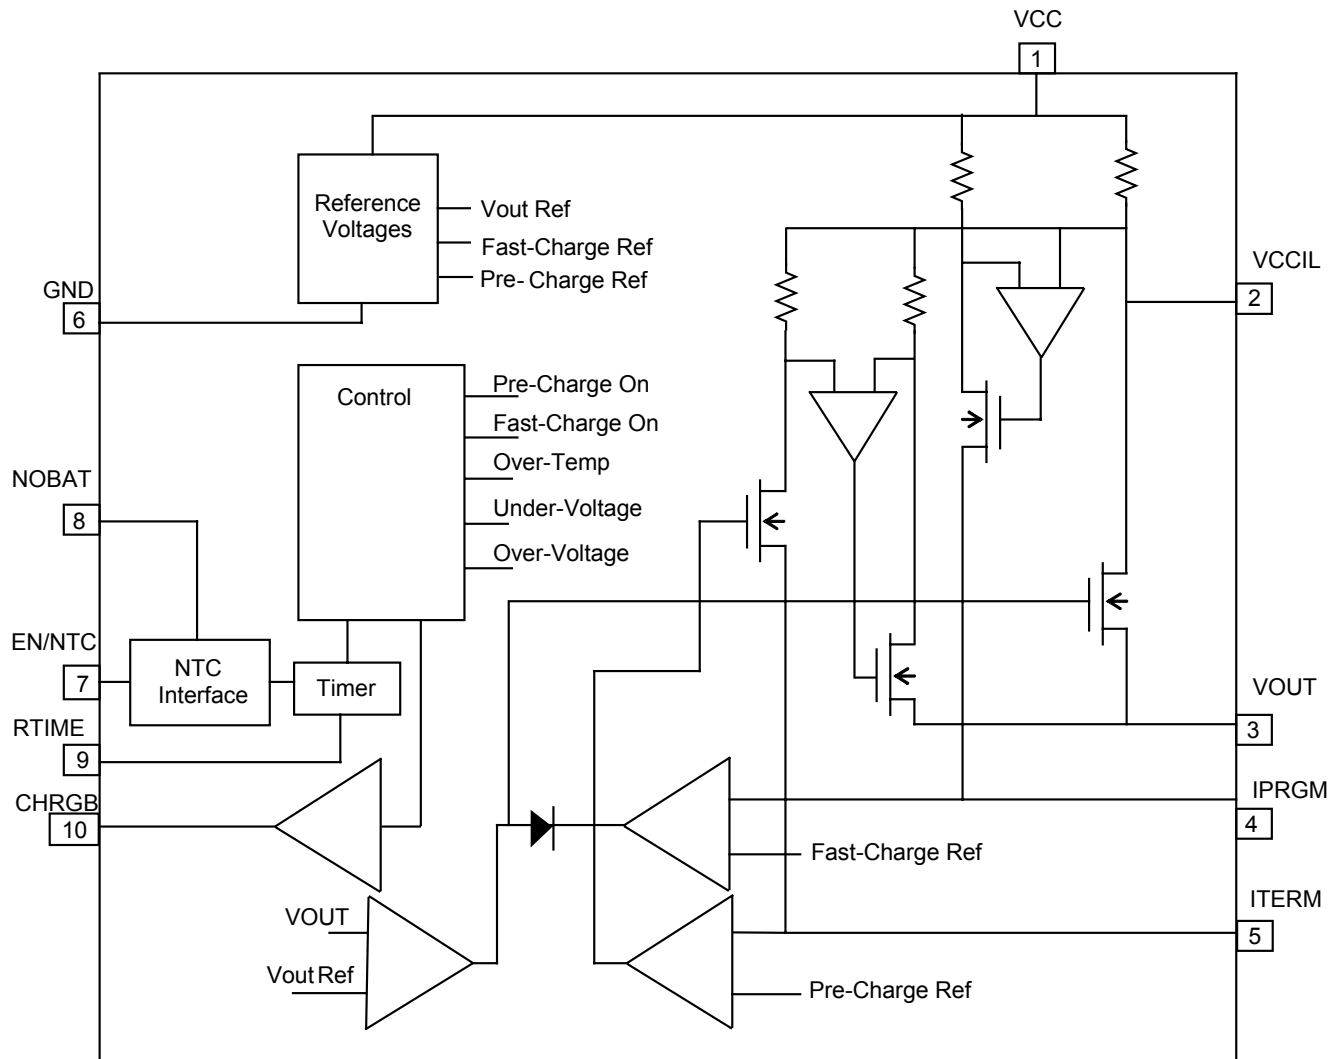 VCC
1
Reference
Voltages
Vout Ref
Fast-Charge Ref
Pre- Charge Ref
GND
6
VCCIL
2
Control
Pre-Charge On
Fast-Charge On
Over-Temp
Under-Voltage
Over-Voltage
NOBAT
8
EN/NTC
7
NTC
Interface
Timer
RTIME
9
CHRGB
10
VOUT
3
IPRGM
4
Fast-Charge Ref
ITERM
5
VOUT
Vout Ref
Pre-Charge Ref